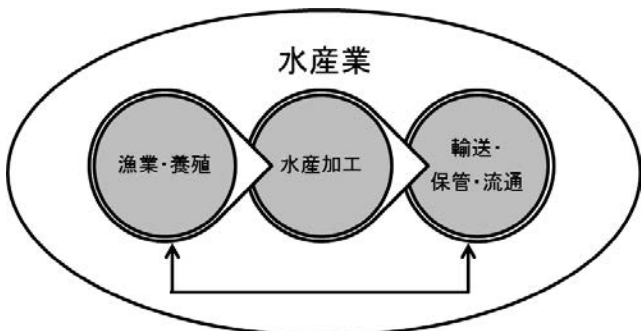 水産業
漁業・養殖
水産加工
輸送・
保管・流通